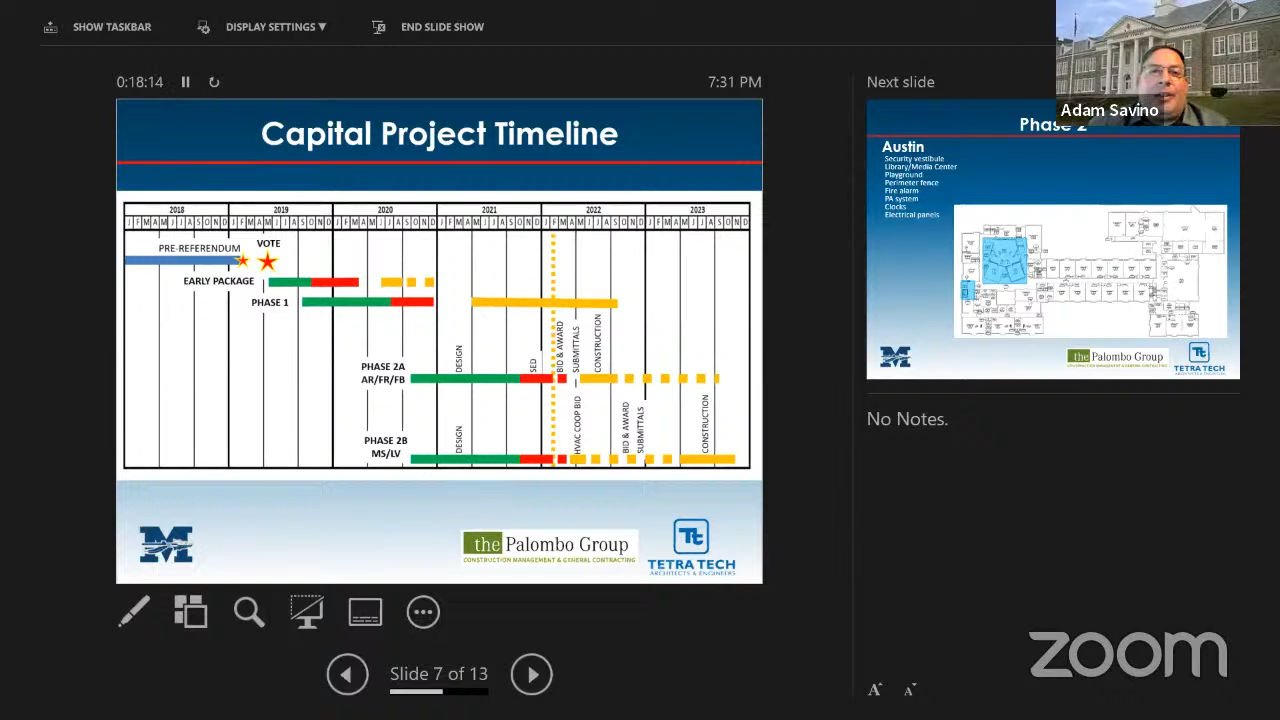 SHOW TASKBAR
DISPLAY SETTINGS ▼
END SLIDE SHOW
0:18:14
7:31 PM
Next slide
Adam Savino
Capital Project Timeline
2018 2019 2020 2021 2022 2023
J F M A M J J A S O N D J F M A M J J A S O N D J F M A M J J A S O N D J F M A M J J A S O N D J F M A M J J A S O N D J F M A M J J A S O N D
PRE-REFERENDUM
VOTE
EARLY PACKAGE
PHASE 1
PHASE 2A
AR/FR/FB
DESIGN
SED
BID & AWARD
SUBMITTALS
CONSTRUCTION
PHASE 2B
MS/LV
DESIGN
HVAC COOP BID
BID & AWARD
SUBMITTALS
CONSTRUCTION
M
the Palombo Group
CONSTRUCTION MANAGEMENT & GENERAL CONTRACTING
Tt
TETRA TECH
ARCHITECTS & ENGINEERS
Phase 2
Austin
Security vestibule
Library/Media Center
Playground
Perimeter fence
Fire alarm
PA system
Clocks
Electrical panels
M
the Palombo Group
Tt
TETRA TECH
No Notes.
Slide 7 of 13
A A
zoom